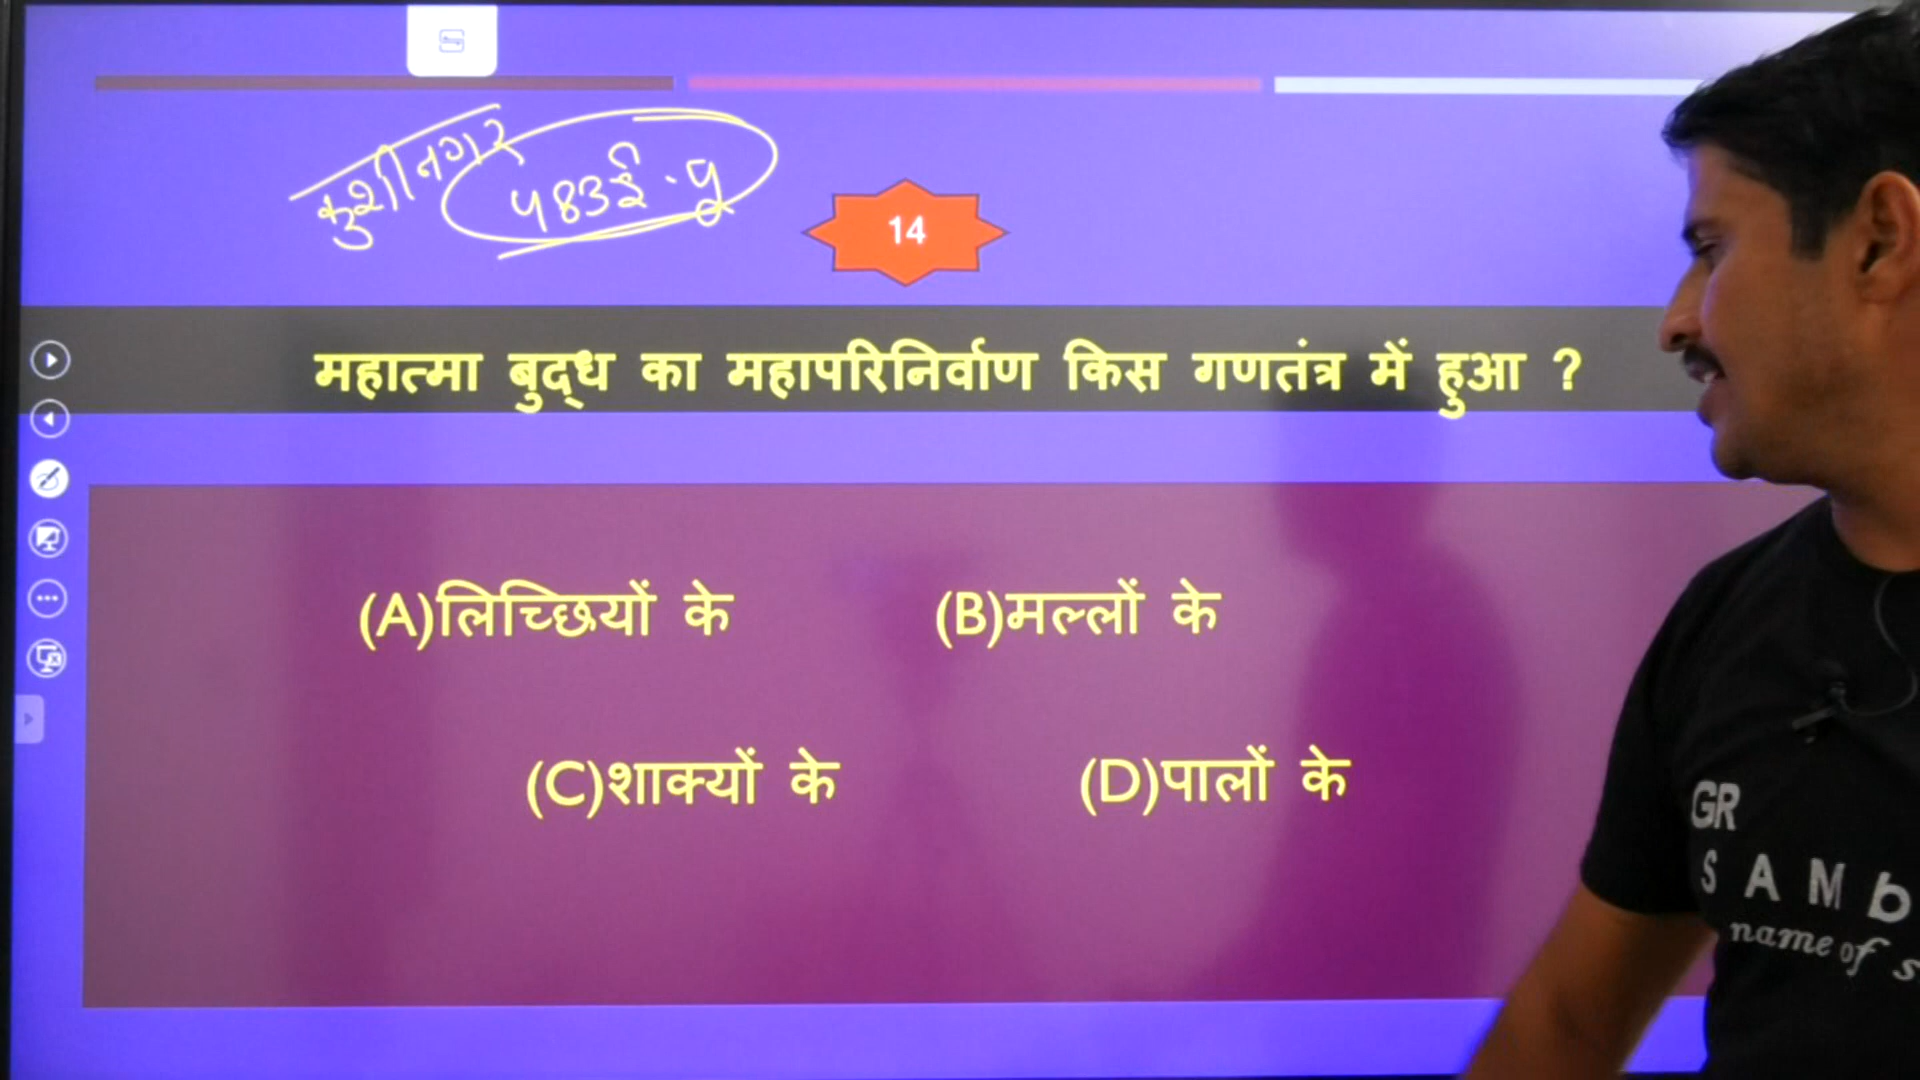 कुशीनगर 483ई.पू
14
महात्मा बुद्ध का महापरिनिर्वाण किस गणतंत्र में हुआ ?
(A)लिच्छियों के (B)मल्लों के
(C)शाक्यों के (D)पालों के
GR
SAMb
name of s